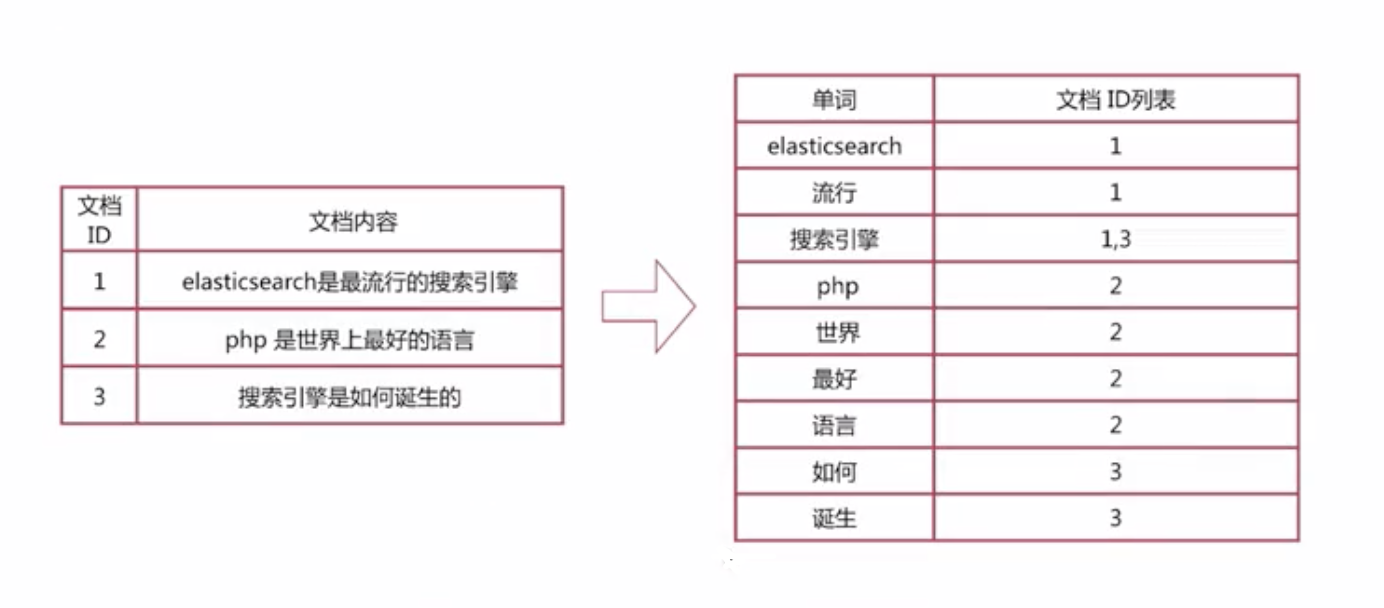 文档
ID
文档内容
1
elasticsearch是最流行的搜索引擎
2
php 是世界上最好的语言
3
搜索引擎是如何诞生的
单词
文档 ID列表
elasticsearch
1
流行
1
搜索引擎
1,3
php
2
世界
2
最好
2
语言
2
如何
3
诞生
3